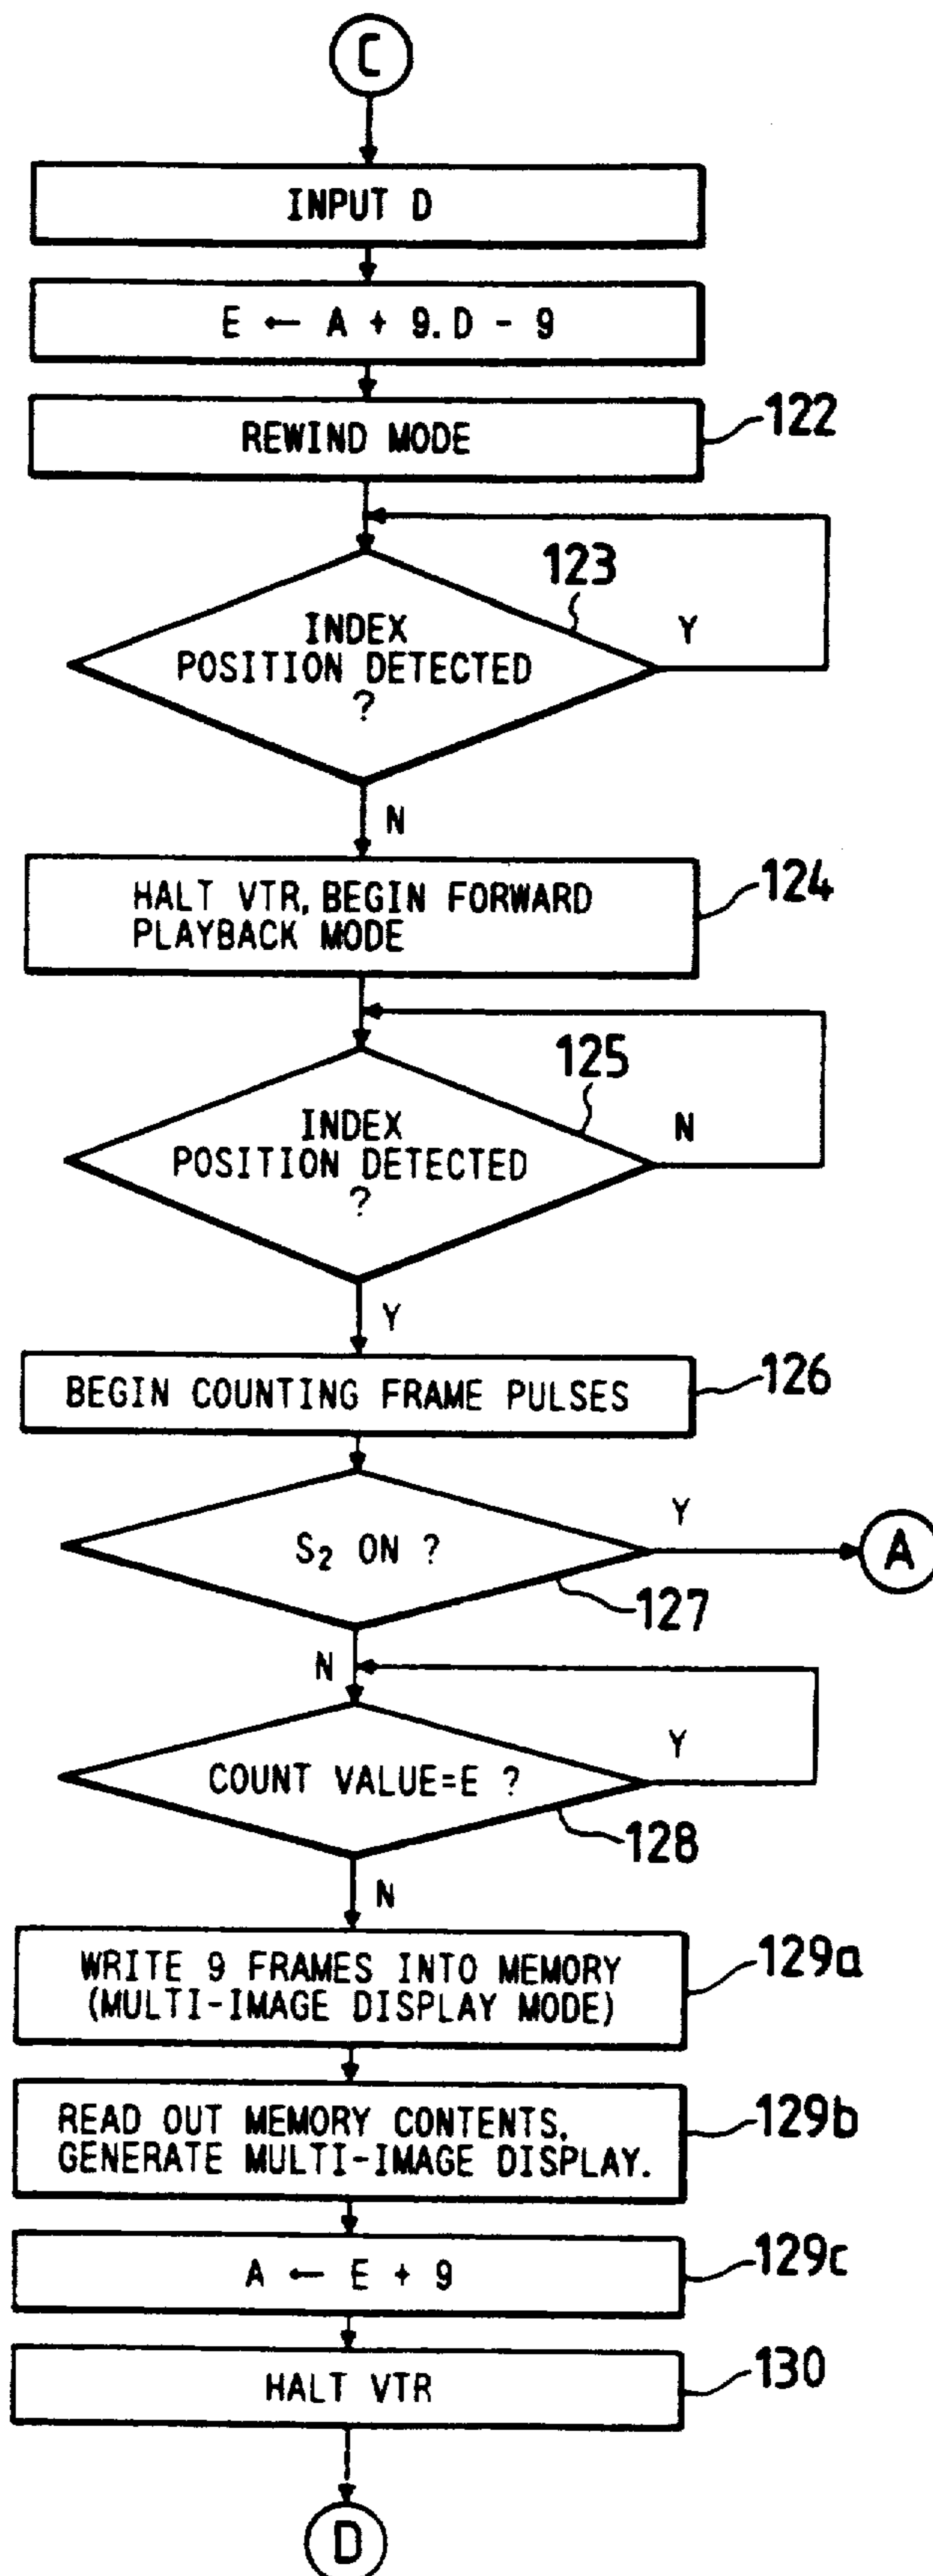 C
INPUT D
E ← A + 9.D - 9
REWIND MODE
122
123
INDEX
POSITION DETECTED
?
Y
N
HALT VTR, BEGIN FORWARD
PLAYBACK MODE
124
125
INDEX
POSITION DETECTED
?
N
Y
BEGIN COUNTING FRAME PULSES
126
S₂ ON ?
Y
A
127
N
COUNT VALUE=E ?
Y
128
N
WRITE 9 FRAMES INTO MEMORY
(MULTI-IMAGE DISPLAY MODE)
129a
READ OUT MEMORY CONTENTS.
GENERATE MULTI-IMAGE DISPLAY.
129b
A ← E + 9
129c
HALT VTR
130
D